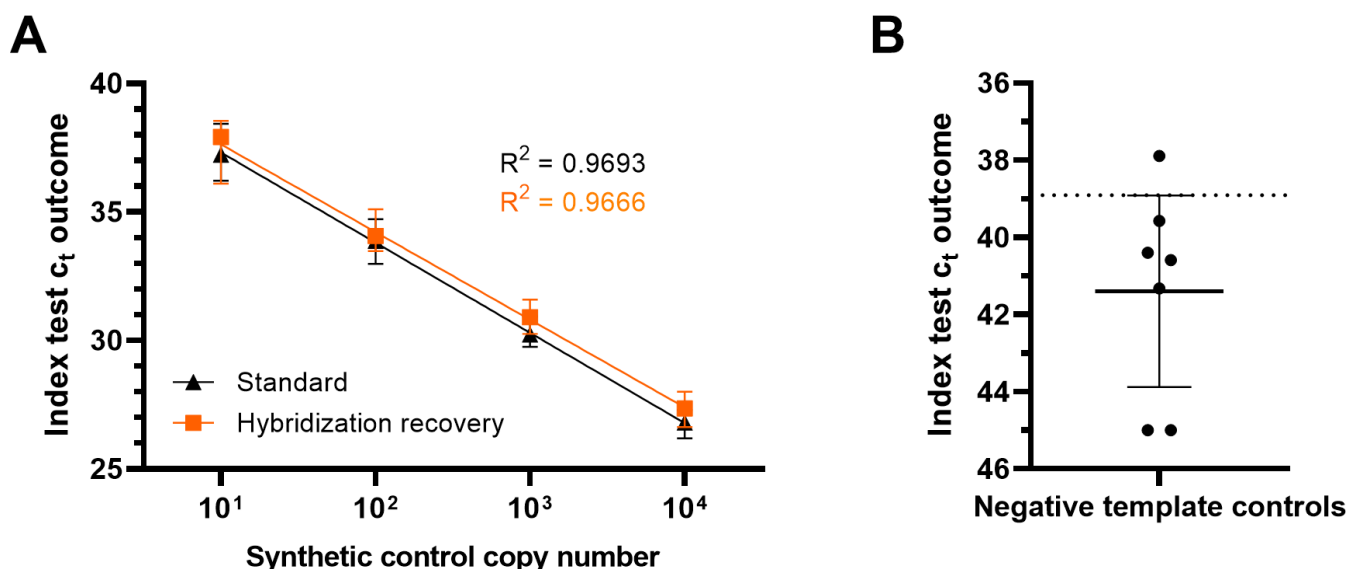 A
Index test cₜ outcome
40
35
30
25
R² = 0.9693
R² = 0.9666
Standard
Hybridization recovery
10¹
10²
10³
10⁴
Synthetic control copy number
B
Index test cₜ outcome
36
38
40
42
44
46
Negative template controls